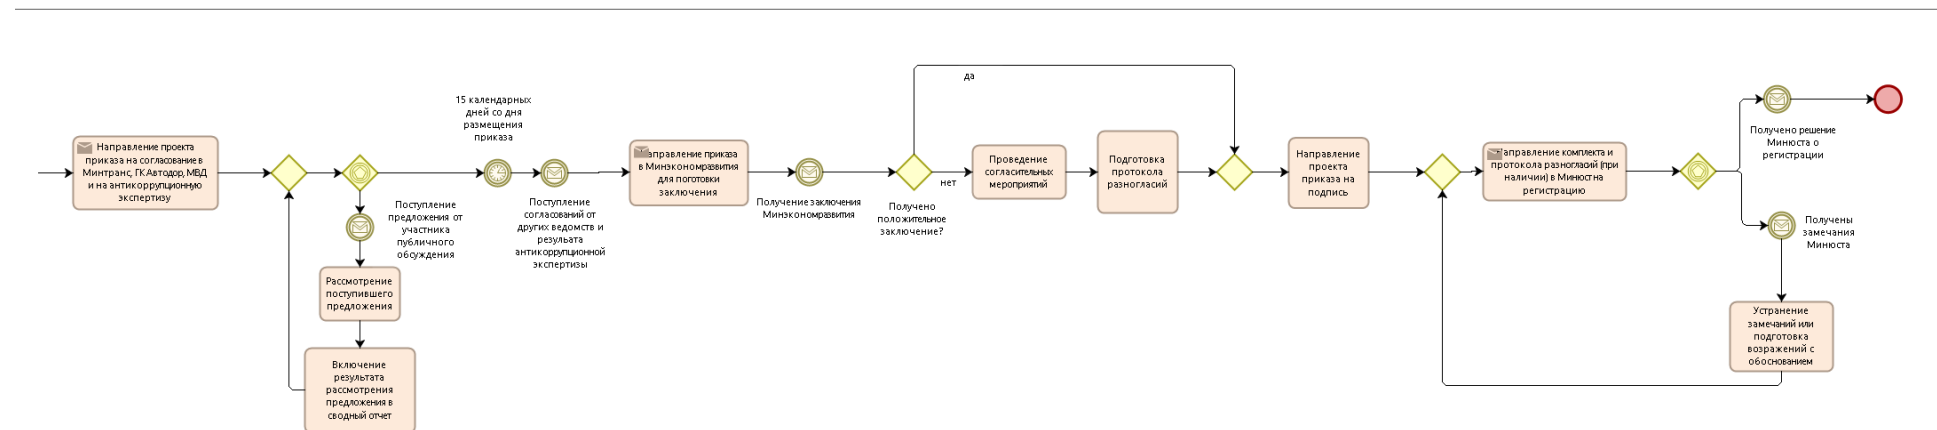 Направление проекта
приказа на согласование в
Минтранс, ГК Автодор, МВД
и на антикоррупционную
экспертизу
Поступление
предложения от
участника
публичного
обсуждения
Рассмотрение
поступившего
предложения
Включение
результата
рассмотрения
предложения в
сводный отчет
15 календарных
дней со дня
размещения
приказа
Поступление
согласований от
других ведомств и
результата
антикоррупционной
экспертизы
аправление приказа
в Минэкономразвития
для поготовки
заключения
Получение заключения
Минэкономразвития
Получено
положительное
заключение?
да
нет
Проведение
согласительных
мероприятий
Подготовка
протокола
разногласий
Направление
проекта
приказа на
подпись
аправление комплекта и
протокола разногласий (при
наличии) в Минюст на
регистрацию
Получено решение
Минюста о
регистрации
Получены
замечания
Минюста
Устранение
замечаний или
подготовка
возражений с
обоснованием